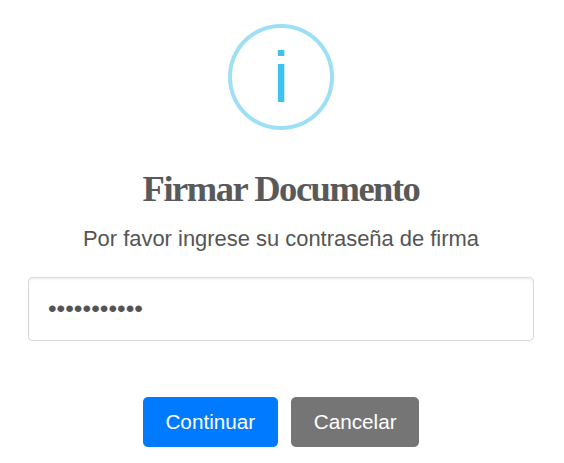 i
Firmar Documento
Por favor ingrese su contraseña de firma
•••••••••••
Continuar
Cancelar